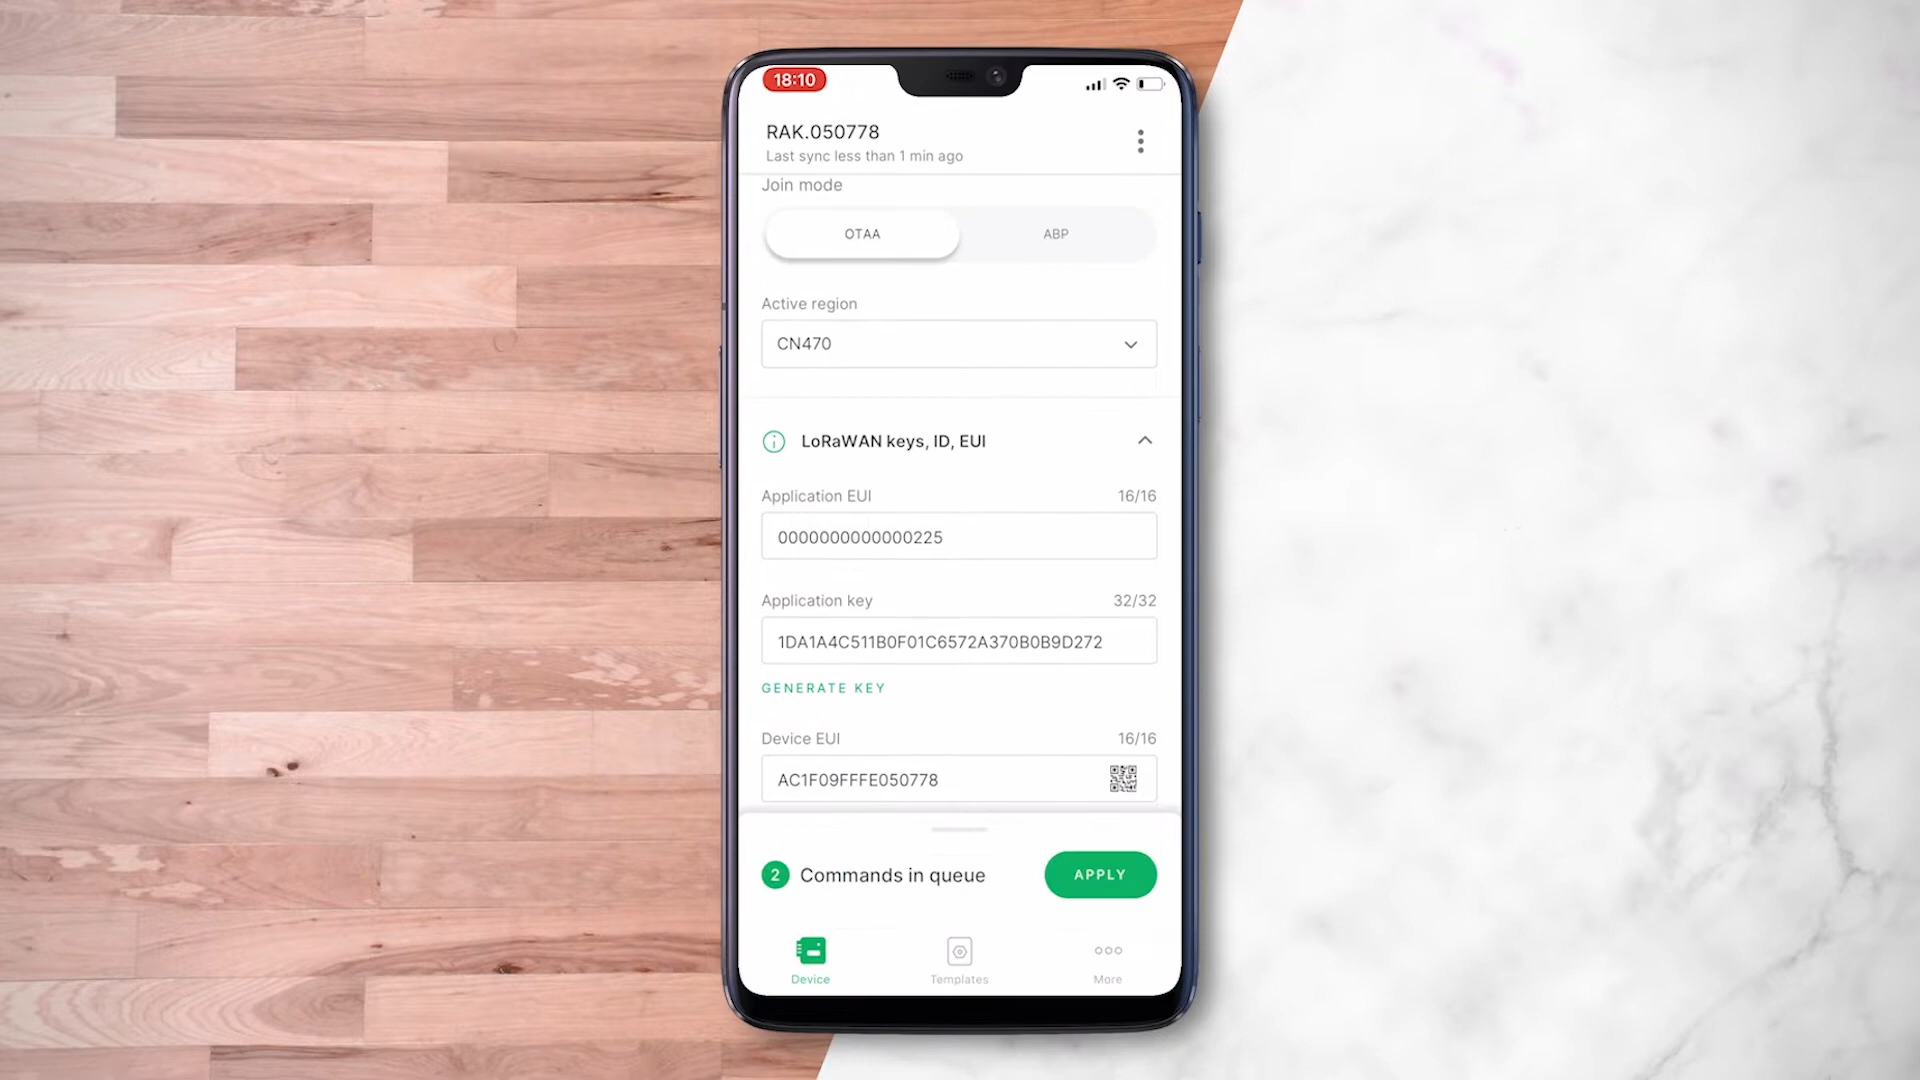 18:10
RAK.050778
Last sync less than 1 min ago
Join mode
OTAA
ABP
Active region
CN470
LoRaWAN keys, ID, EUI
Application EUI
16/16
0000000000000225
Application key
32/32
1DA1A4C511B0F01C6572A370B0B9D272
GENERATE KEY
Device EUI
16/16
AC1F09FFFE050778
2
Commands in queue
APPLY
Device
Templates
More